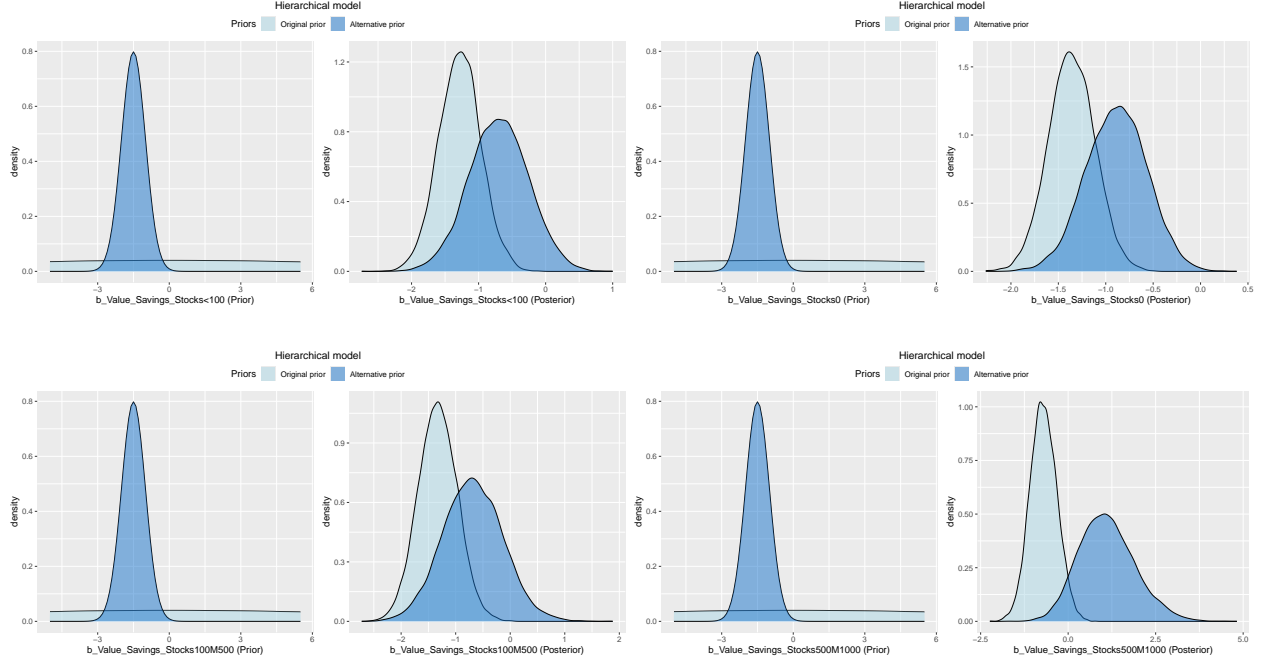 Hierarchical model
Priors Original prior Alternative prior
density
0.8
0.6
0.4
0.2
0.0
−3 0 3 6
b_Value_Savings_Stocks<100 (Prior)
density
1.2
0.8
0.4
0.0
−2 −1 0 1
b_Value_Savings_Stocks<100 (Posterior)
Hierarchical model
Priors Original prior Alternative prior
density
0.8
0.6
0.4
0.2
0.0
−3 0 3 6
b_Value_Savings_Stocks0 (Prior)
density
1.5
1.0
0.5
0.0
−2.0 −1.5 −1.0 −0.5 0.0 0.5
b_Value_Savings_Stocks0 (Posterior)
Hierarchical model
Priors Original prior Alternative prior
density
0.8
0.6
0.4
0.2
0.0
−3 0 3 6
b_Value_Savings_Stocks100M500 (Prior)
density
0.9
0.6
0.3
0.0
−2 −1 0 1 2
b_Value_Savings_Stocks100M500 (Posterior)
Hierarchical model
Priors Original prior Alternative prior
density
0.8
0.6
0.4
0.2
0.0
−3 0 3 6
b_Value_Savings_Stocks500M1000 (Prior)
density
1.00
0.75
0.50
0.25
0.00
−2.5 0.0 2.5 5.0
b_Value_Savings_Stocks500M1000 (Posterior)